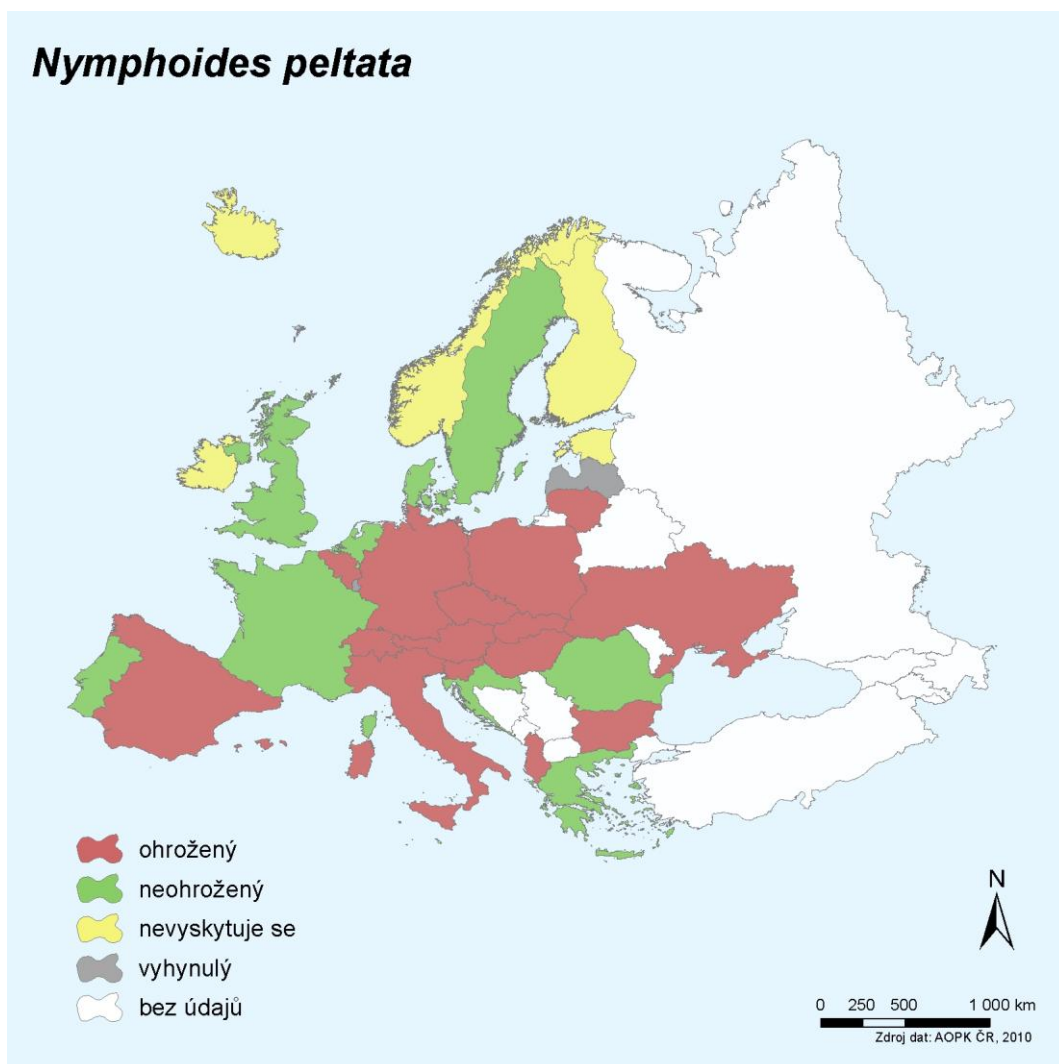 Nymphoides peltata
ohrožený
neohrožený
nevyskytuje se
vyhynulý
bez údajů
N
0 250 500 1 000 km
Zdroj dat: AOPK ČR, 2010